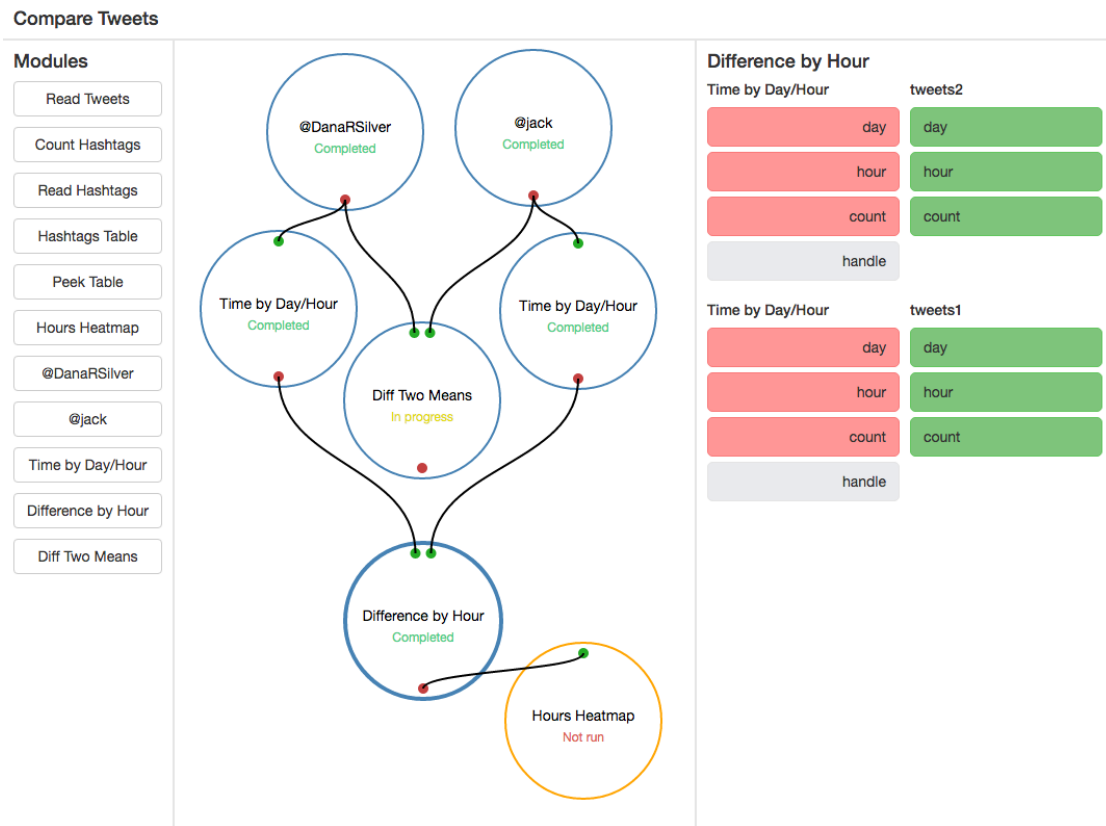 Compare Tweets
Modules
Read Tweets
Count Hashtags
Read Hashtags
Hashtags Table
Peek Table
Hours Heatmap
@DanaRSilver
@jack
Time by Day/Hour
Difference by Hour
Diff Two Means
@DanaRSilver
Completed
@jack
Completed
Time by Day/Hour
Completed
Time by Day/Hour
Completed
Diff Two Means
In progress
Difference by Hour
Completed
Hours Heatmap
Not run
Difference by Hour
Time by Day/Hour tweets2
day day
hour hour
count count
handle
Time by Day/Hour tweets1
day day
hour hour
count count
handle